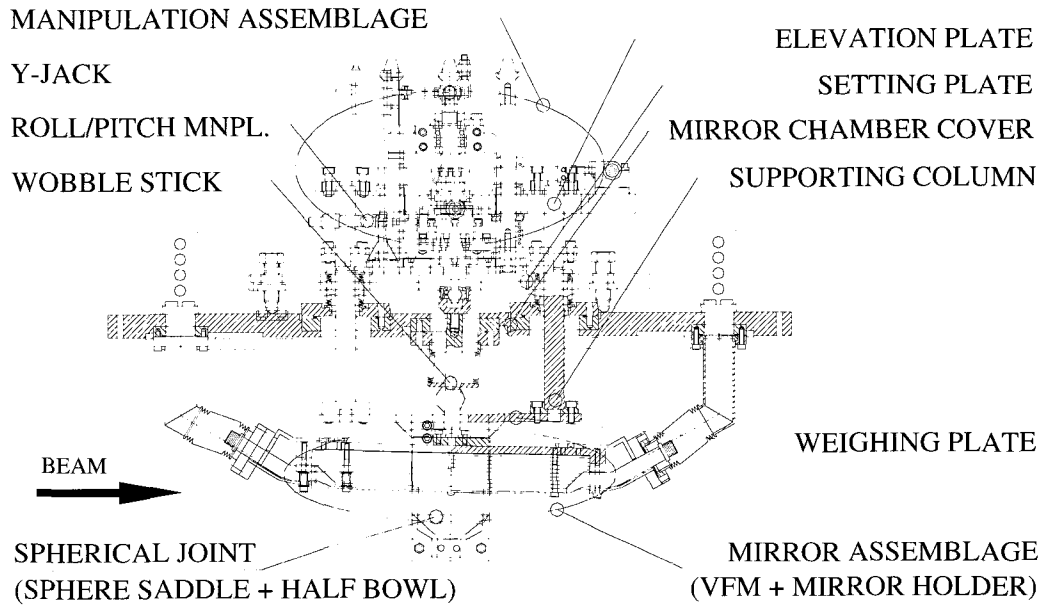 MANIPULATION ASSEMBLAGE
Y-JACK
ROLL/PITCH MNPL.
WOBBLE STICK
ELEVATION PLATE
SETTING PLATE
MIRROR CHAMBER COVER
SUPPORTING COLUMN
WEIGHING PLATE
BEAM
SPHERICAL JOINT
(SPHERE SADDLE + HALF BOWL)
MIRROR ASSEMBLAGE
(VFM + MIRROR HOLDER)